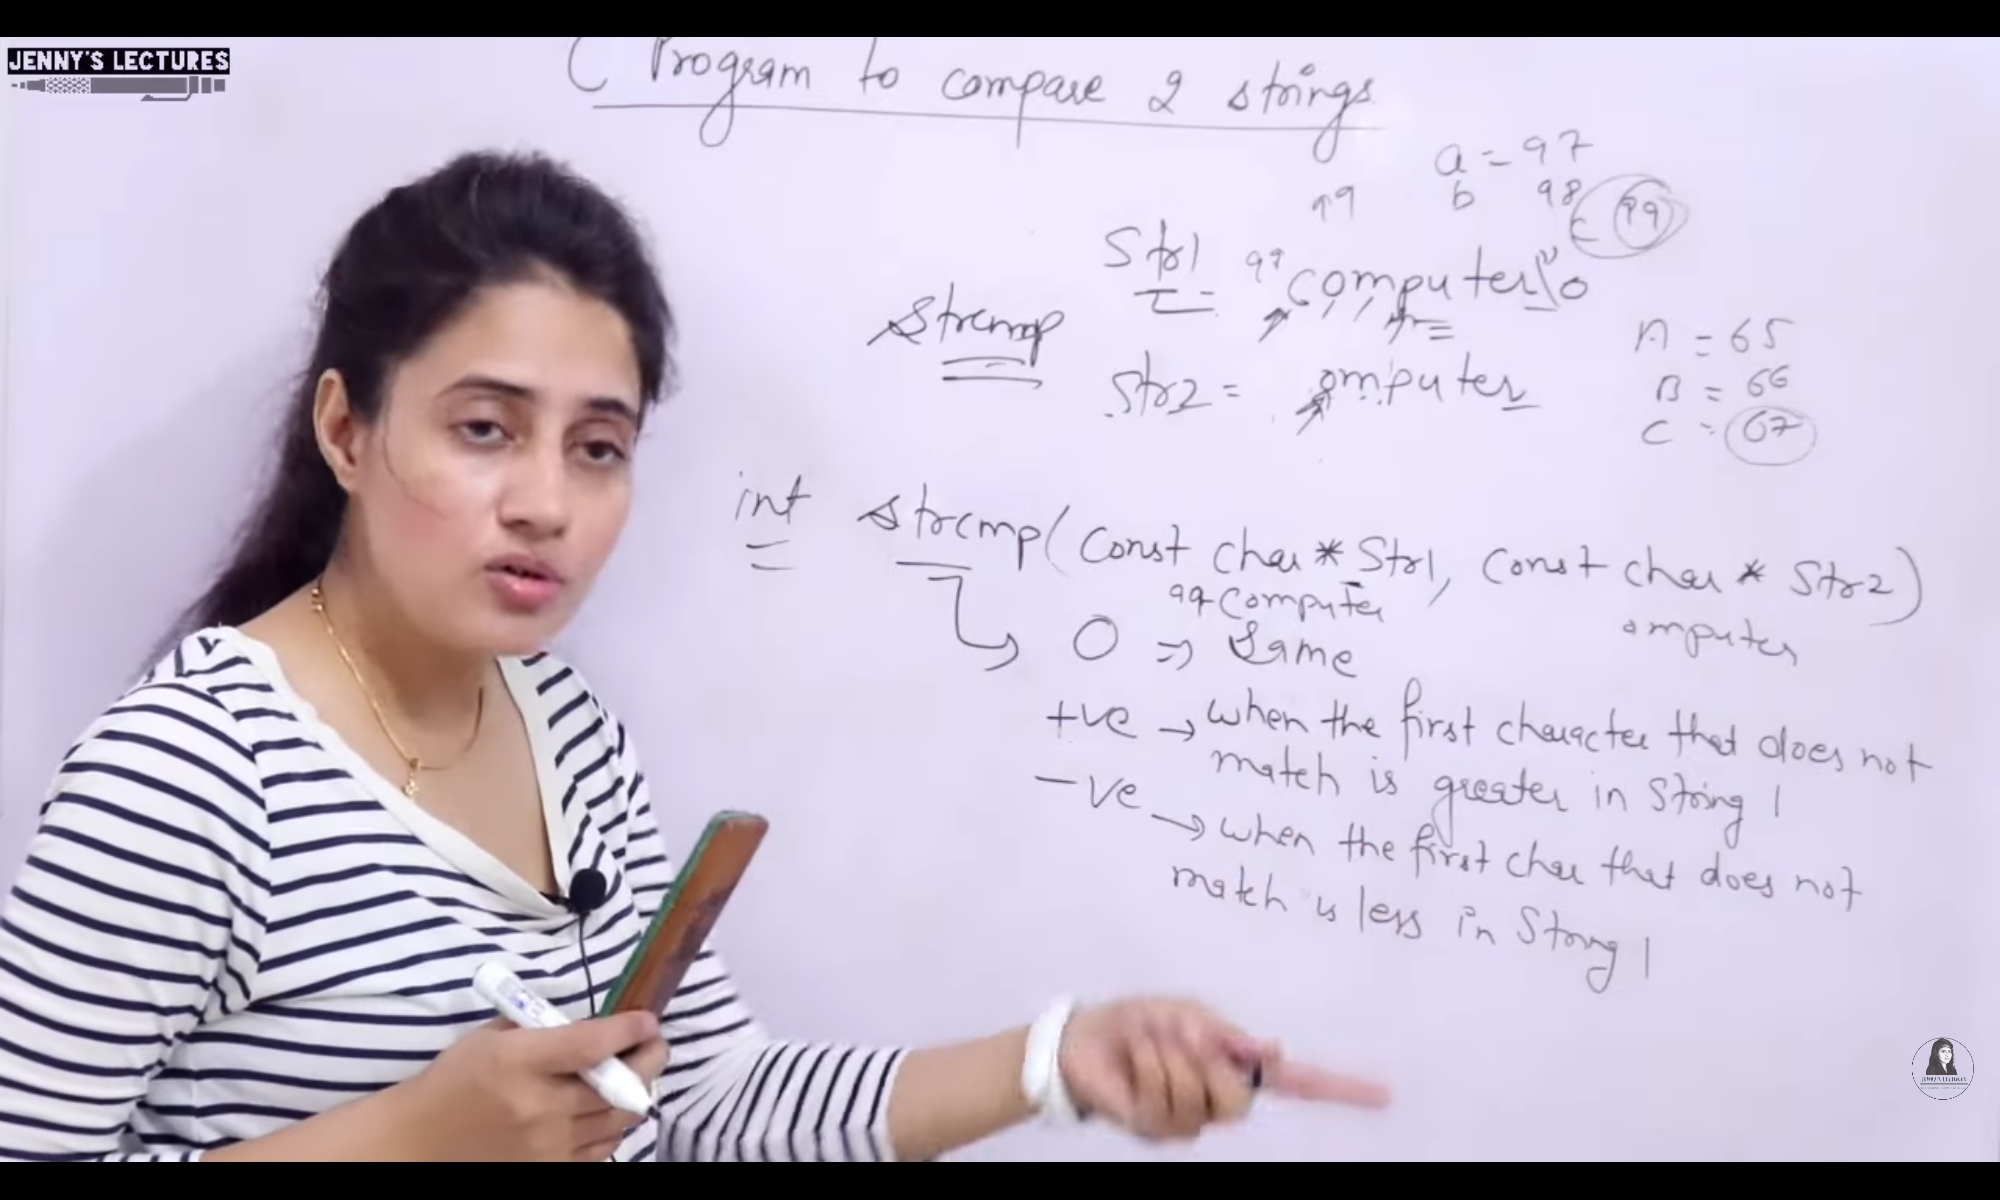 JENNY'S LECTURES
C Program to compare 2 strings
a = 97
99 b 98
c 99
Str1 = 99 "computer\0
Strcmp
Str2 = omputer
A = 65
B = 66
C = 67
int strcmp(const char * Str1, const char * Str2)
99 computer omputer
0 => Same
+ve → when the first character that does not
match is greater in String 1
-ve → when the first char that does not
match is less in String 1
JENNY'S LECTURES